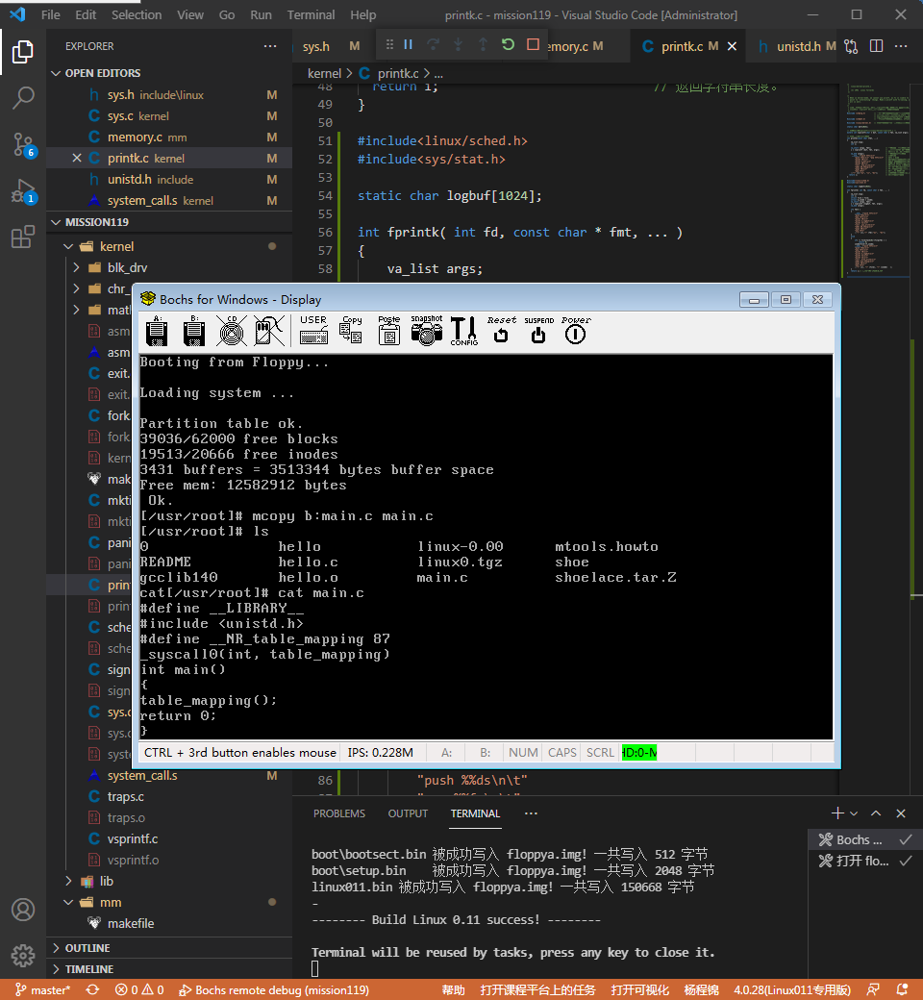 File Edit Selection View Go Run Terminal Help
printk.c - mission119 - Visual Studio Code [Administrator]
EXPLORER
OPEN EDITORS
sys.h include\linux M
sys.c kernel M
memory.c mm M
printk.c kernel M
unistd.h include M
system_call.s kernel M
6
1
MISSION119
kernel
blk_drv
chr_
mat
asm
asm
exit.
exit.
fork
fork
kern
mak
mkti
mkti
pani
pani
print
print
sche
sche
sign
sign
sys.c
sys.o
syste
system_call.s M
traps.c
traps.o
vsprintf.c
vsprintf.o
lib
mm
makefile
OUTLINE
TIMELINE
sys.h M
emory.c M
printk.c M
unistd.h M
kernel > printk.c > ...
48 return i; // 返回字符串长度。
49 }
50
51 #include<linux/sched.h>
52 #include<sys/stat.h>
53
54 static char logbuf[1024];
55
56 int fprintk( int fd, const char * fmt, ... )
57 {
58 va_list args;
Bochs for Windows - Display
A: B: CD USER Copy Paste snapshot CONFIG Reset SUSPEND Power
Booting from Floppy...
Loading system ...
Partition table ok.
39036/62000 free blocks
19513/20666 free inodes
3431 buffers = 3513344 bytes buffer space
Free mem: 12582912 bytes
Ok.
[/usr/root]# mcopy b:main.c main.c
[/usr/root]# ls
0 hello linux-0.00 mtools.howto
README hello.c linux0.tgz shoe
gcclib140 hello.o main.c shoelace.tar.Z
cat[/usr/root]# cat main.c
#define __LIBRARY__
#include <unistd.h>
#define __NR_table_mapping 87
_syscall0(int, table_mapping)
int main()
{
table_mapping();
return 0;
}
CTRL + 3rd button enables mouse IPS: 0.228M A: B: NUM CAPS SCRL HD:0-M
86 "push %%ds\n\t"
PROBLEMS OUTPUT TERMINAL
boot\bootsect.bin 被成功写入 floppya.img! 一共写入 512 字节
boot\setup.bin 被成功写入 floppya.img! 一共写入 2048 字节
linux011.bin 被成功写入 floppya.img! 一共写入 150668 字节
-
-------- Build Linux 0.11 success! --------
Terminal will be reused by tasks, press any key to close it.
Bochs ...
打开 flo...
master* 0 0 Bochs remote debug (mission119) 帮助 打开课程平台上的任务 打开可视化 杨程锦 4.0.28(Linux011专用版)